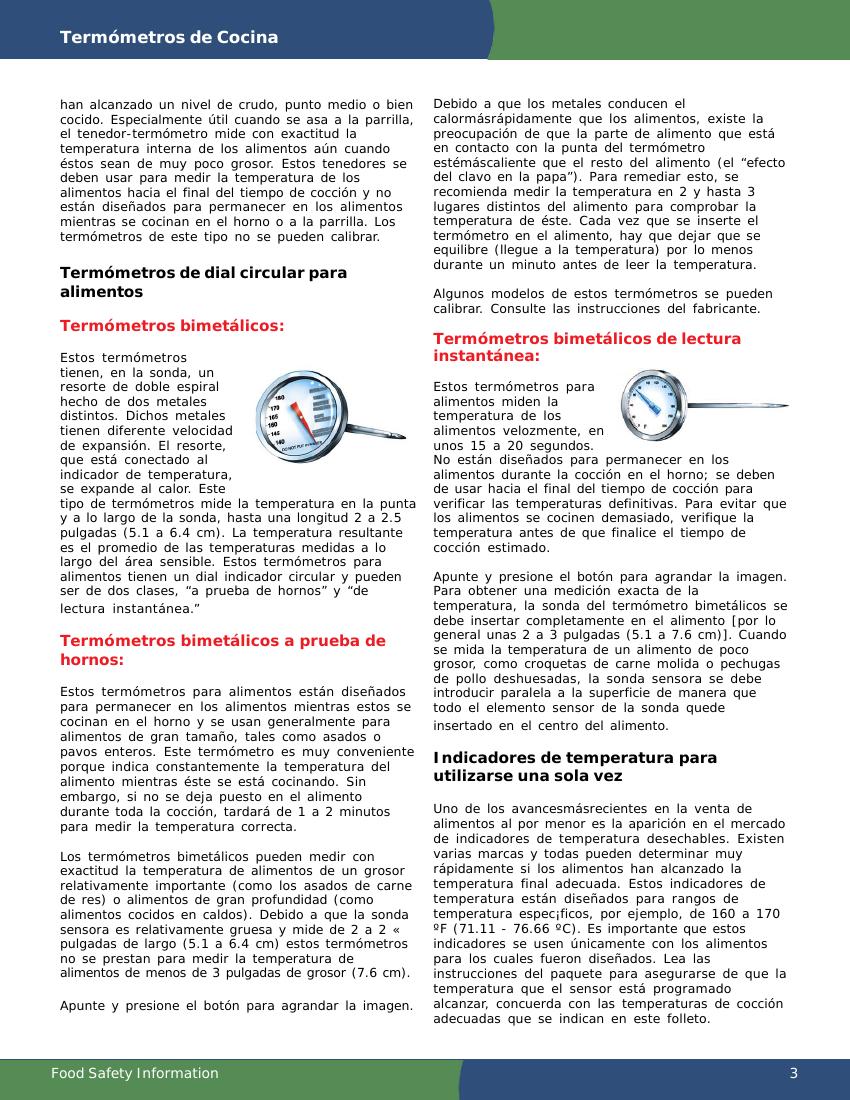 Termómetros de Cocina
han alcanzado un nivel de crudo, punto medio o bien
cocido. Especialmente útil cuando se asa a la parrilla,
el tenedor-termómetro mide con exactitud la
temperatura interna de los alimentos aún cuando
éstos sean de muy poco grosor. Estos tenedores se
deben usar para medir la temperatura de los
alimentos hacia el final del tiempo de cocción y no
están diseñados para permanecer en los alimentos
mientras se cocinan en el horno o a la parrilla. Los
termómetros de este tipo no se pueden calibrar.
Termómetros de dial circular para
alimentos
Termómetros bimetálicos:
Estos termómetros
tienen, en la sonda, un
resorte de doble espiral
hecho de dos metales
distintos. Dichos metales
tienen diferente velocidad
de expansión. El resorte,
que está conectado al
indicador de temperatura,
se expande al calor. Este
tipo de termómetros mide la temperatura en la punta
y a lo largo de la sonda, hasta una longitud 2 a 2.5
pulgadas (5.1 a 6.4 cm). La temperatura resultante
es el promedio de las temperaturas medidas a lo
largo del área sensible. Estos termómetros para
alimentos tienen un dial indicador circular y pueden
ser de dos clases, “a prueba de hornos” y “de
lectura instantánea.”
180
170
165
160
145
140
Termómetros bimetálicos a prueba de
hornos:
Estos termómetros para alimentos están diseñados
para permanecer en los alimentos mientras estos se
cocinan en el horno y se usan generalmente para
alimentos de gran tamaño, tales como asados o
pavos enteros. Este termómetro es muy conveniente
porque indica constantemente la temperatura del
alimento mientras éste se está cocinando. Sin
embargo, si no se deja puesto en el alimento
durante toda la cocción, tardará de 1 a 2 minutos
para medir la temperatura correcta.
Los termómetros bimetálicos pueden medir con
exactitud la temperatura de alimentos de un grosor
relativamente importante (como los asados de carne
de res) o alimentos de gran profundidad (como
alimentos cocidos en caldos). Debido a que la sonda
sensora es relativamente gruesa y mide de 2 a 2 «
pulgadas de largo (5.1 a 6.4 cm) estos termómetros
no se prestan para medir la temperatura de
alimentos de menos de 3 pulgadas de grosor (7.6 cm).
Apunte y presione el botón para agrandar la imagen.
Debido a que los metales conducen el
calormásrápidamente que los alimentos, existe la
preocupación de que la parte de alimento que está
en contacto con la punta del termómetro
estémáscaliente que el resto del alimento (el “efecto
del clavo en la papa”). Para remediar esto, se
recomienda medir la temperatura en 2 y hasta 3
lugares distintos del alimento para comprobar la
temperatura de éste. Cada vez que se inserte el
termómetro en el alimento, hay que dejar que se
equilibre (llegue a la temperatura) por lo menos
durante un minuto antes de leer la temperatura.
Algunos modelos de estos termómetros se pueden
calibrar. Consulte las instrucciones del fabricante.
Termómetros bimetálicos de lectura
instantánea:
Estos termómetros para
alimentos miden la
temperatura de los
alimentos velozmente, en
unos 15 a 20 segundos.
No están diseñados para permanecer en los
alimentos durante la cocción en el horno; se deben
de usar hacia el final del tiempo de cocción para
verificar las temperaturas definitivas. Para evitar que
los alimentos se cocinen demasiado, verifique la
temperatura antes de que finalice el tiempo de
cocción estimado.
Apunte y presione el botón para agrandar la imagen.
Para obtener una medición exacta de la
temperatura, la sonda del termómetro bimetálicos se
debe insertar completamente en el alimento [por lo
general unas 2 a 3 pulgadas (5.1 a 7.6 cm)]. Cuando
se mida la temperatura de un alimento de poco
grosor, como croquetas de carne molida o pechugas
de pollo deshuesadas, la sonda sensora se debe
introducir paralela a la superficie de manera que
todo el elemento sensor de la sonda quede
insertado en el centro del alimento.
Indicadores de temperatura para
utilizarse una sola vez
Uno de los avancesmásrecientes en la venta de
alimentos al por menor es la aparición en el mercado
de indicadores de temperatura desechables. Existen
varias marcas y todas pueden determinar muy
rápidamente si los alimentos han alcanzado la
temperatura final adecuada. Estos indicadores de
temperatura están diseñados para rangos de
temperatura espec¡ficos, por ejemplo, de 160 a 170
ºF (71.11 - 76.66 ºC). Es importante que estos
indicadores se usen únicamente con los alimentos
para los cuales fueron diseñados. Lea las
instrucciones del paquete para asegurarse de que la
temperatura que el sensor está programado
alcanzar, concuerda con las temperaturas de cocción
adecuadas que se indican en este folleto.
Food Safety Information
3